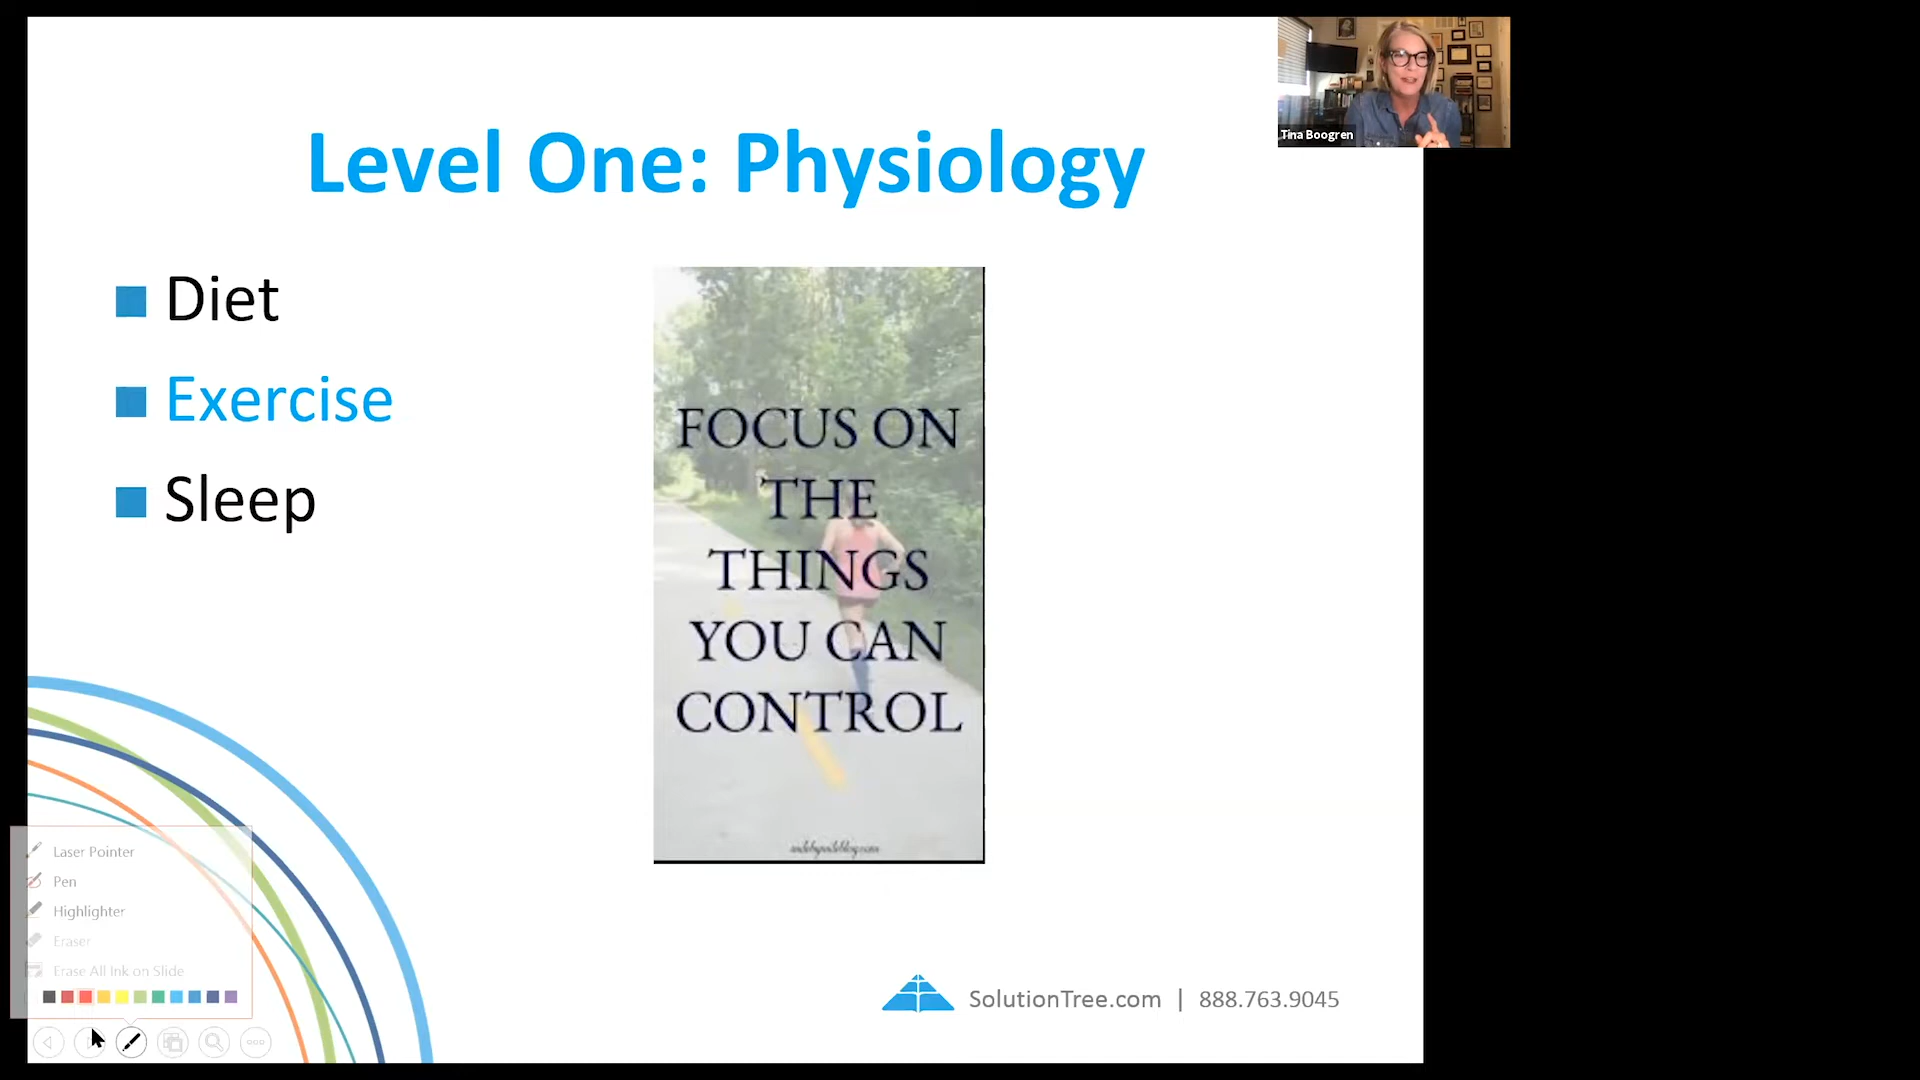 Tina Boogren
Level One: Physiology
Diet
Exercise
Sleep
FOCUS ON
THE
THINGS
YOU CAN
CONTROL
Laser Pointer
Pen
Highlighter
Eraser
Erase All Ink on Slide
SolutionTree.com | 888.763.9045